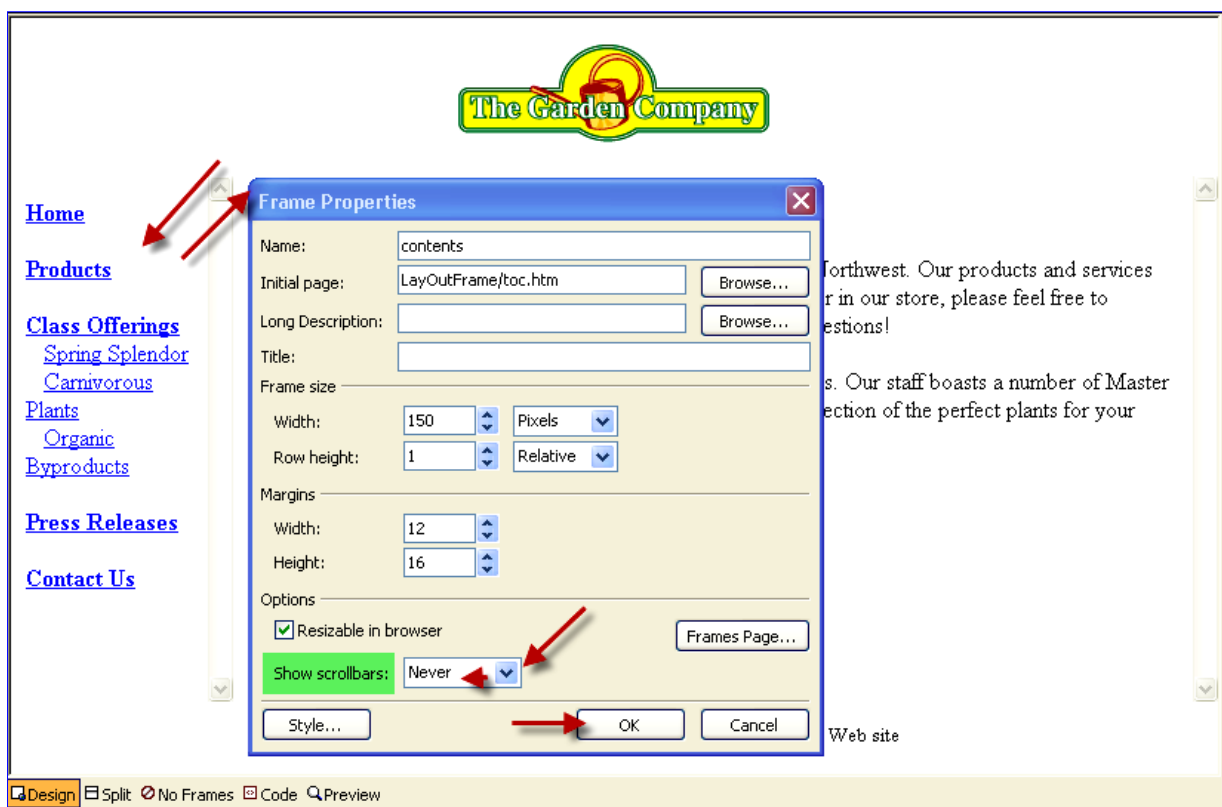 The Garden Company
Home
Products
Class Offerings
Spring Splendor
Carnivorous
Plants
Organic
Byproducts
Press Releases
Contact Us
Frame Properties
Name: contents
Initial page: LayOutFrame/toc.htm Browse...
Long Description: Browse...
Title:
Frame size
Width: 150 Pixels
Row height: 1 Relative
Margins
Width: 12
Height: 16
Options
Resizable in browser
Frames Page...
Show scrollbars: Never
Style... OK Cancel
Northwest. Our products and services
r in our store, please feel free to
estions!
s. Our staff boasts a number of Master
ection of the perfect plants for your
Web site
Design Split No Frames Code Preview